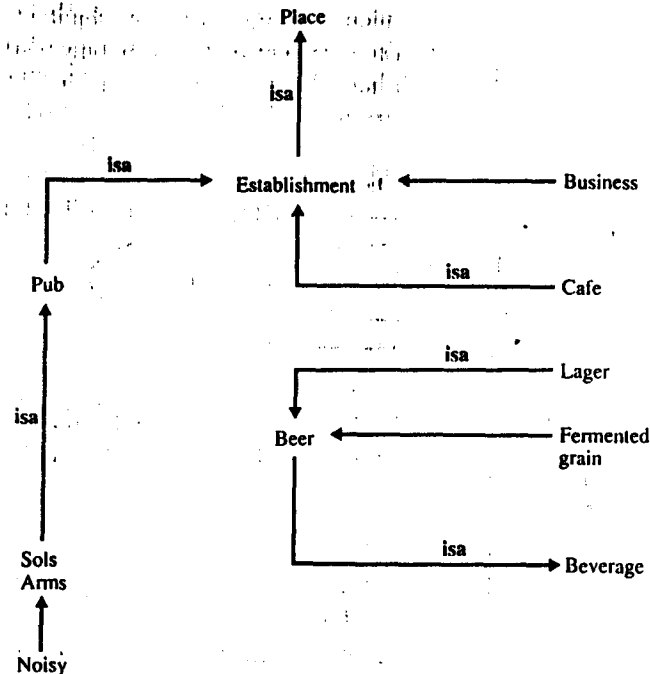 Place
isa
isa
Establishment
Business
Pub
isa
Cafe
isa
Lager
isa
Beer
Fermented
grain
isa
Beverage
Sols
Arms
Noisy